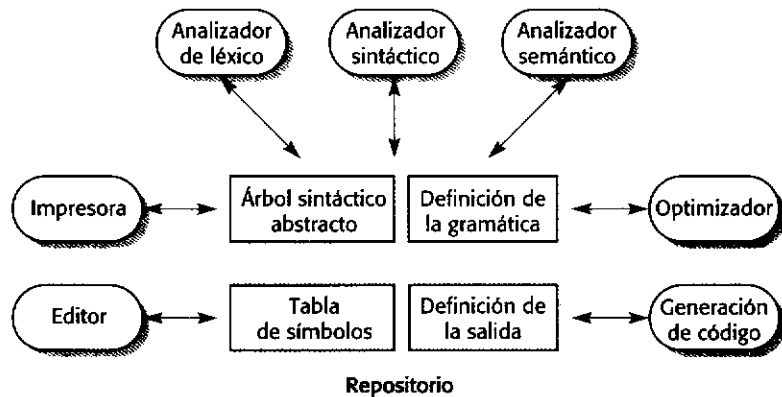 Analizador
de léxico
Analizador
sintáctico
Analizador
semántico
Impresora
Árbol sintáctico
abstracto
Definición de
la gramática
Optimizador
Editor
Tabla
de símbolos
Definición de
la salida
Generación
de código
Repositorio